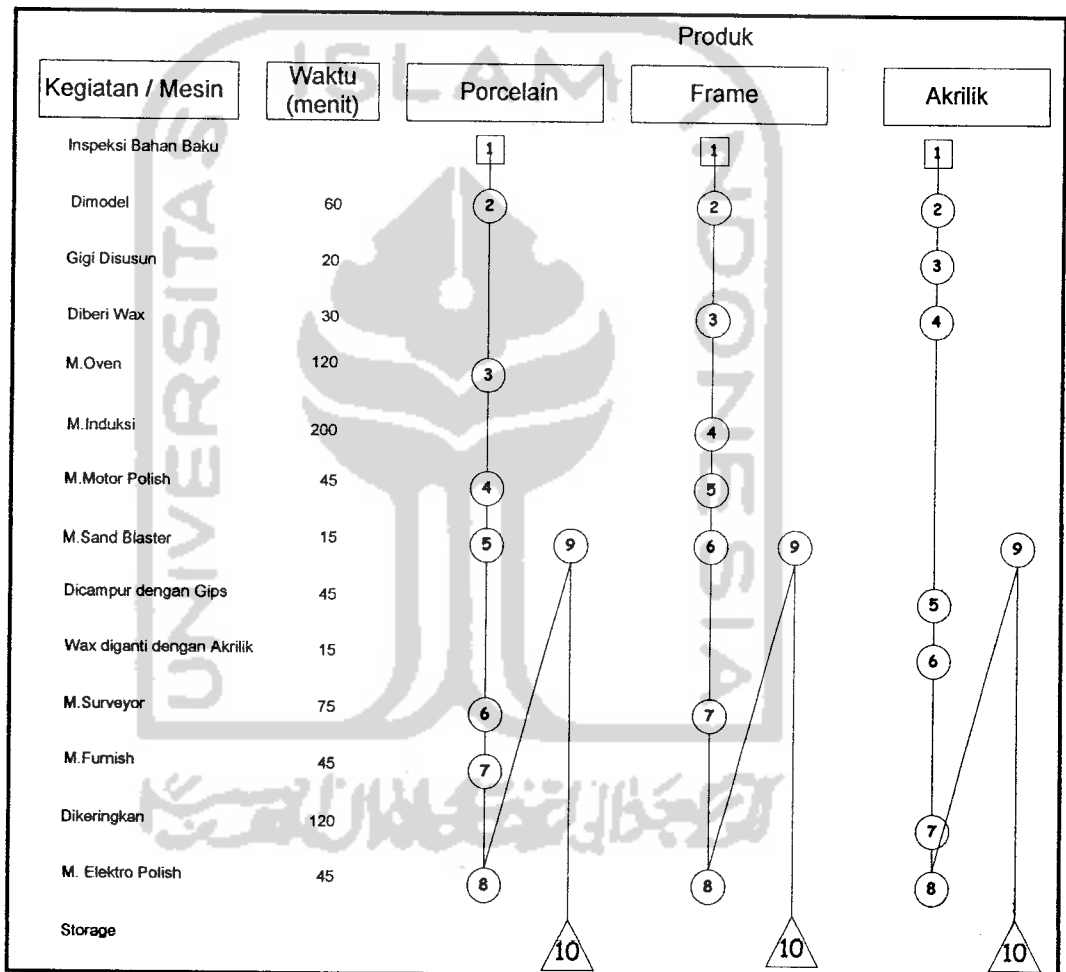 Produk
Kegiatan / Mesin Waktu (menit) Porcelain Frame Akrilik
Inspeksi Bahan Baku 1 1 1
Dimodel 60 2 2 2
Gigi Disusun 20 3
Diberi Wax 30 3 4
M.Oven 120 3
M.Induksi 200 4
M.Motor Polish 45 4 5
M.Sand Blaster 15 5 9 6 9 9
Dicampur dengan Gips 45 5
Wax diganti dengan Akrilik 15 6
M.Surveyor 75 6 7
M.Furnish 45 7
Dikeringkan 120 7
M. Elektro Polish 45 8 8 8
Storage 10 10 10
ISLAM
UNIVERSITAS
INDONESIA